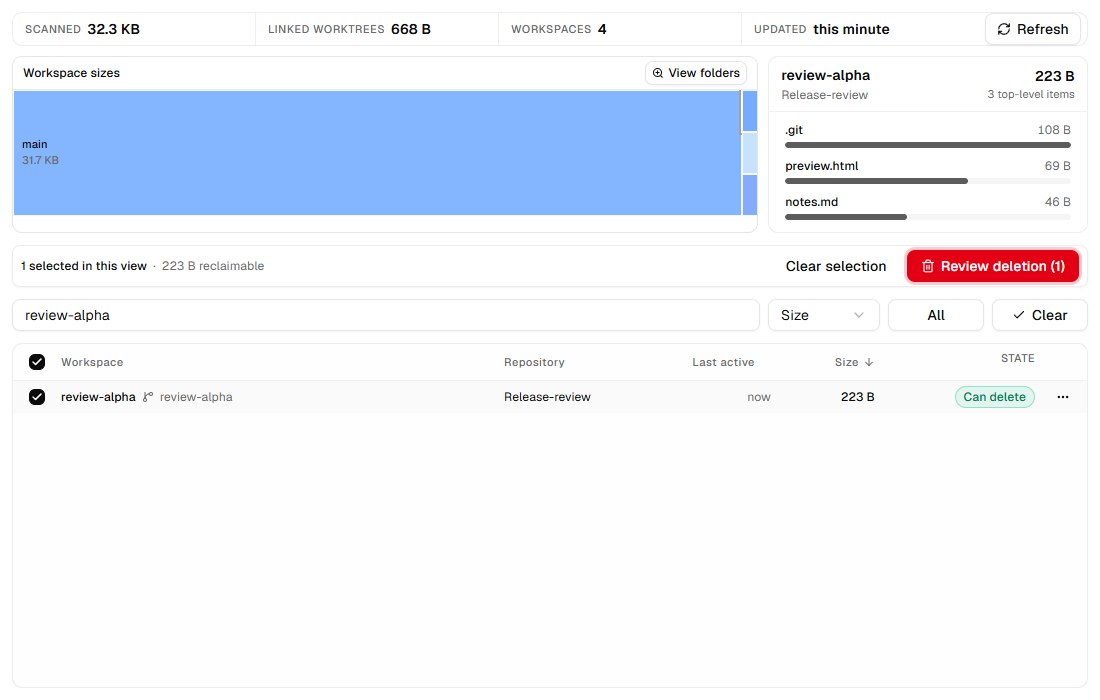 SCANNED 32.3 KB
LINKED WORKTREES 668 B
WORKSPACES 4
UPDATED this minute
Refresh
Workspace sizes
View folders
main
31.7 KB
review-alpha 223 B
Release-review 3 top-level items
.git 108 B
preview.html 69 B
notes.md 46 B
1 selected in this view · 223 B reclaimable
Clear selection
Review deletion (1)
review-alpha
Size
All
Clear
Workspace Repository Last active Size STATE
review-alpha review-alpha Release-review now 223 B Can delete